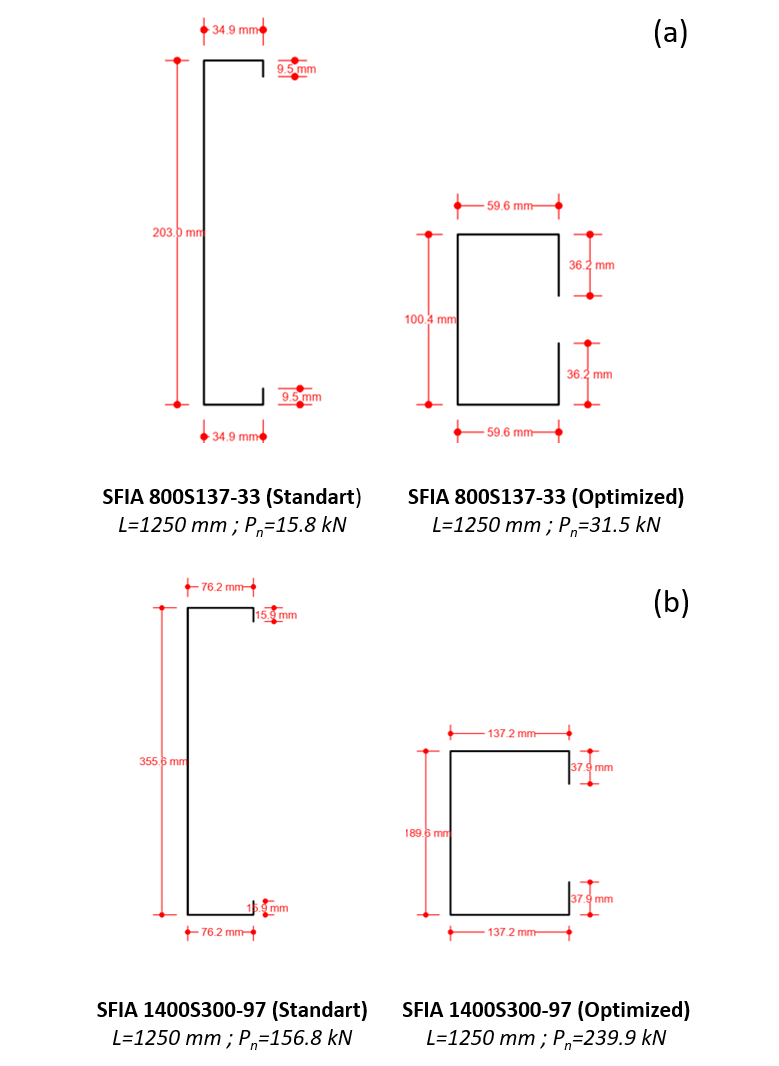 (a)
34.9 mm
9.5 mm
203.0 mm
9.5 mm
34.9 mm
59.6 mm
36.2 mm
100.4 mm
36.2 mm
59.6 mm
SFIA 800S137-33 (Standart)
L=1250 mm ; Pn=15.8 kN
SFIA 800S137-33 (Optimized)
L=1250 mm ; Pn=31.5 kN
(b)
76.2 mm
15.9 mm
355.6 mm
15.9 mm
76.2 mm
137.2 mm
37.9 mm
189.6 mm
37.9 mm
137.2 mm
SFIA 1400S300-97 (Standart)
L=1250 mm ; Pn=156.8 kN
SFIA 1400S300-97 (Optimized)
L=1250 mm ; Pn=239.9 kN